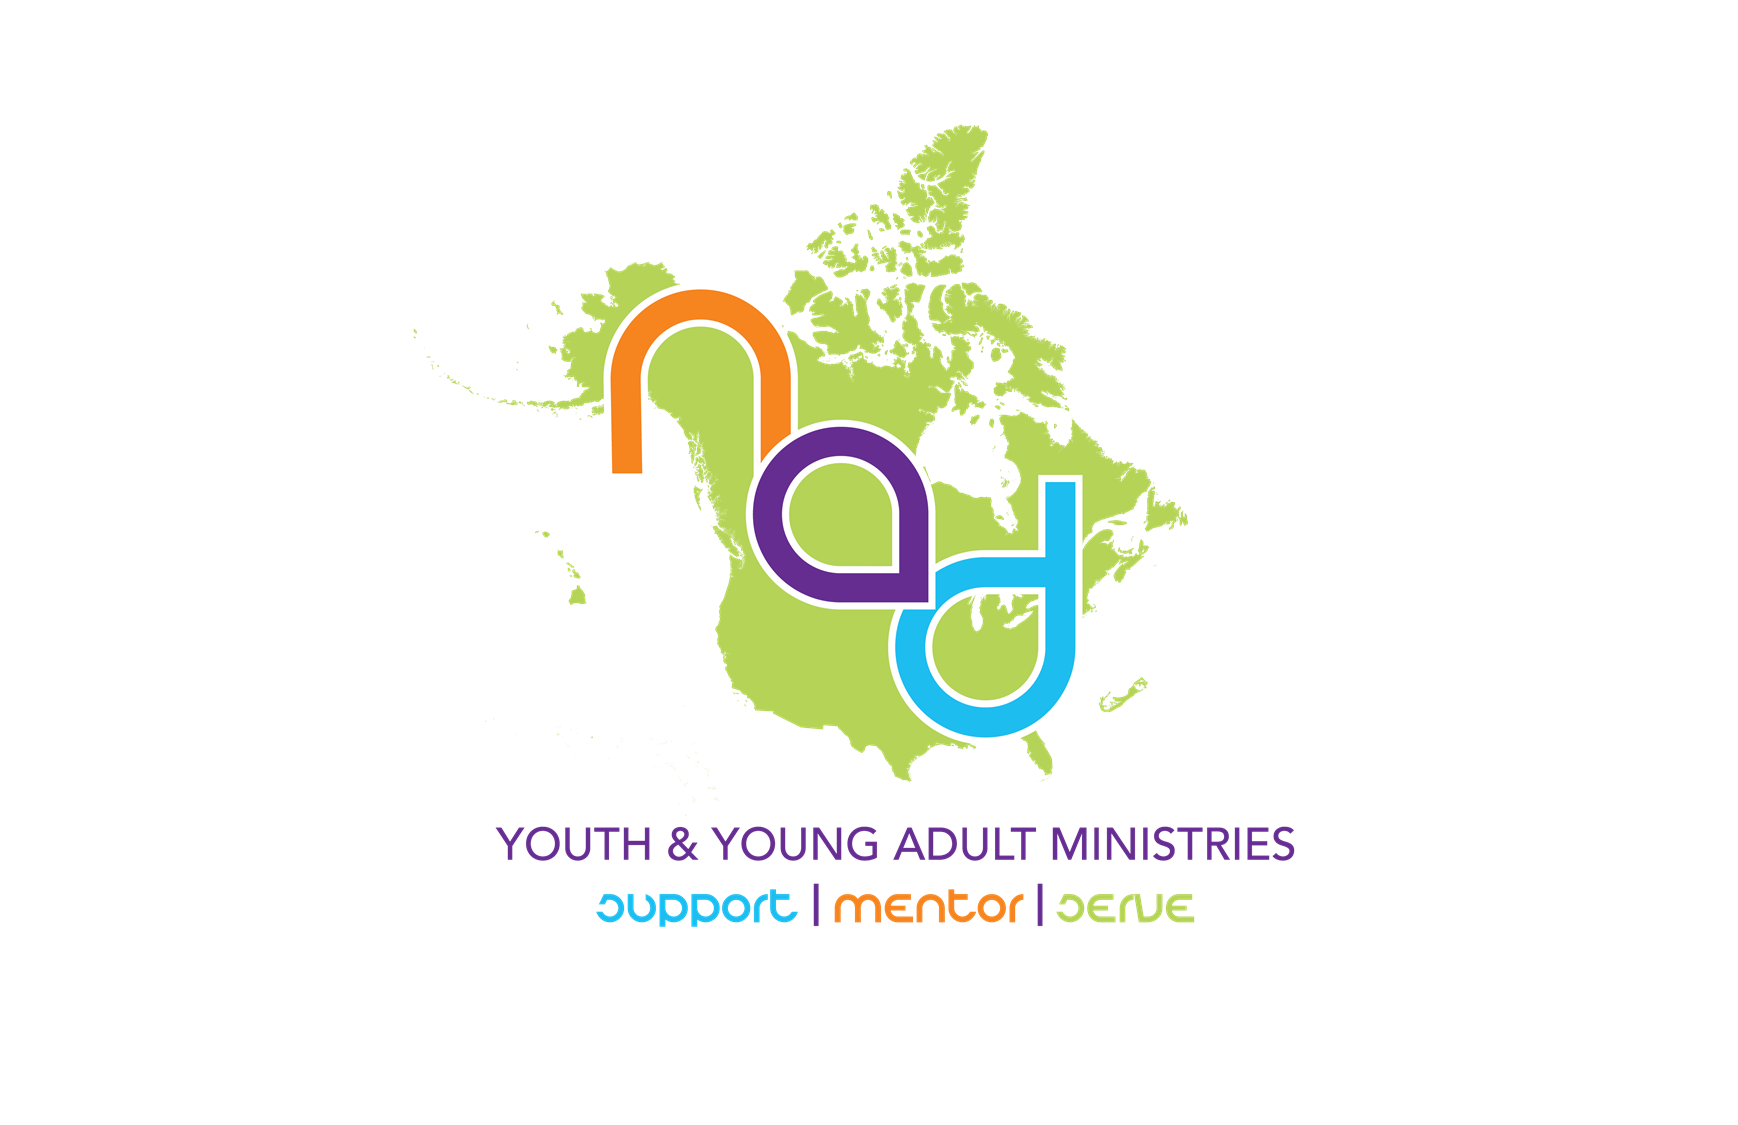 nad
YOUTH & YOUNG ADULT MINISTRIES
support | mentor | serve